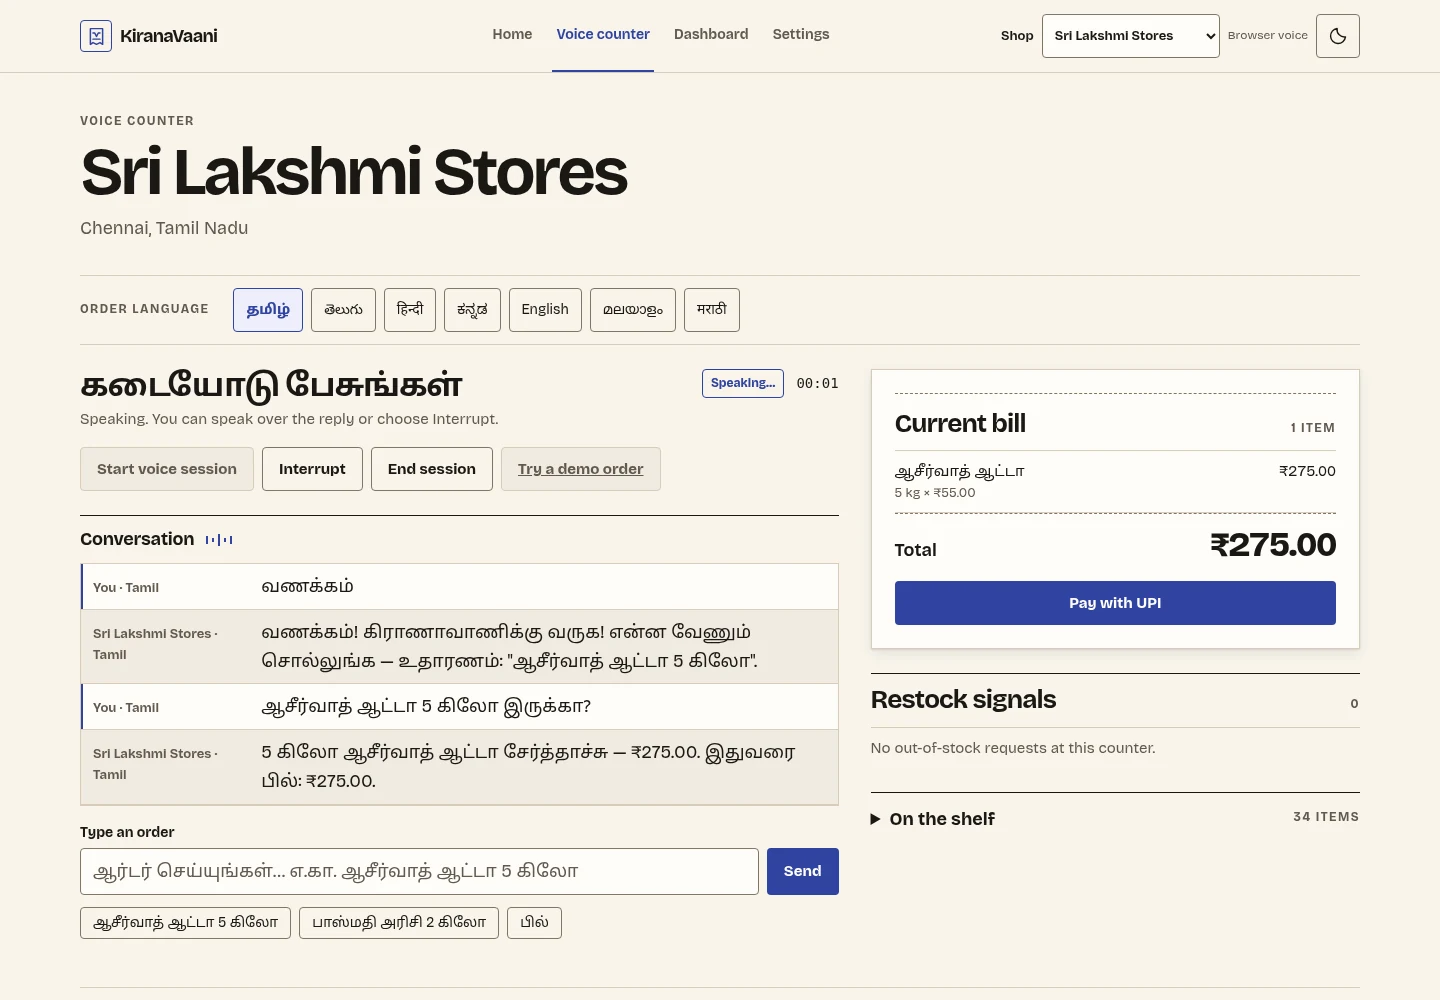 KiranaVaani
Home
Voice counter
Dashboard
Settings
Shop
Sri Lakshmi Stores
Browser voice
VOICE COUNTER
Sri Lakshmi Stores
Chennai, Tamil Nadu
ORDER LANGUAGE
தமிழ்
తెలుగు
हिन्दी
ಕನ್ನಡ
English
മലയാളം
मराठी
கடையோடு பேசுங்கள்
Speaking...
00:01
Speaking. You can speak over the reply or choose Interrupt.
Start voice session
Interrupt
End session
Try a demo order
Conversation
You · Tamil
வணக்கம்
Sri Lakshmi Stores ·
Tamil
வணக்கம்! கிராணாவாணிக்கு வருக! என்ன வேணும்
சொல்லுங்க — உதாரணம்: "ஆசீர்வாத் ஆட்டா 5 கிலோ".
You · Tamil
ஆசீர்வாத் ஆட்டா 5 கிலோ இருக்கா?
Sri Lakshmi Stores ·
Tamil
5 கிலோ ஆசீர்வாத் ஆட்டா சேர்த்தாச்சு — ₹275.00. இதுவரை
பில்: ₹275.00.
Type an order
ஆர்டர் செய்யுங்கள்... எ.கா. ஆசீர்வாத் ஆட்டா 5 கிலோ
Send
ஆசீர்வாத் ஆட்டா 5 கிலோ
பாஸ்மதி அரிசி 2 கிலோ
பில்
Current bill
1 ITEM
ஆசீர்வாத் ஆட்டா
₹275.00
5 kg × ₹55.00
Total
₹275.00
Pay with UPI
Restock signals
0
No out-of-stock requests at this counter.
On the shelf
34 ITEMS